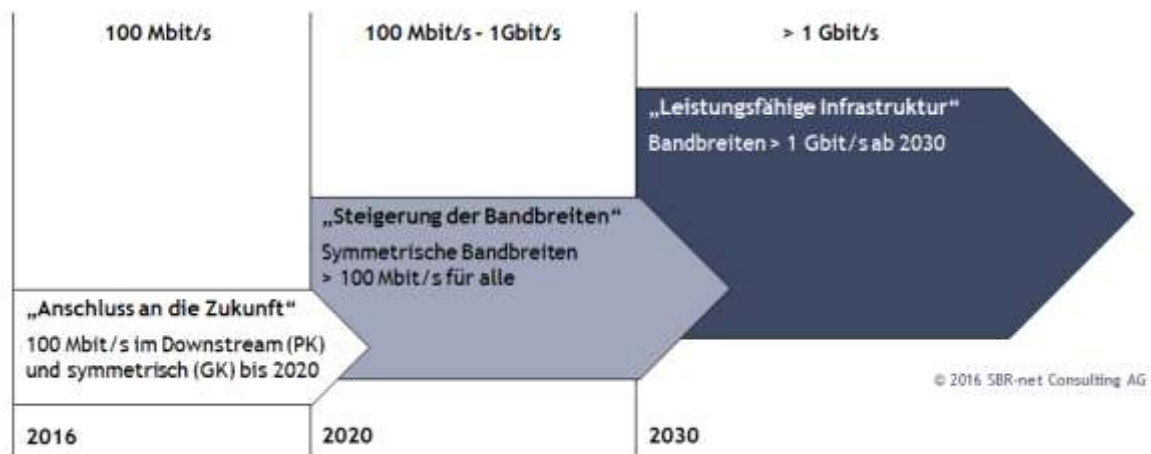 100 Mbit/s
100 Mbit/s - 1Gbit/s
> 1 Gbit/s
„Leistungsfähige Infrastruktur“
Bandbreiten > 1 Gbit/s ab 2030
„Steigerung der Bandbreiten“
Symmetrische Bandbreiten
> 100 Mbit/s für alle
„Anschluss an die Zukunft“
100 Mbit/s im Downstream (PK)
und symmetrisch (GK) bis 2020
© 2016 SBR-net Consulting AG
2016
2020
2030